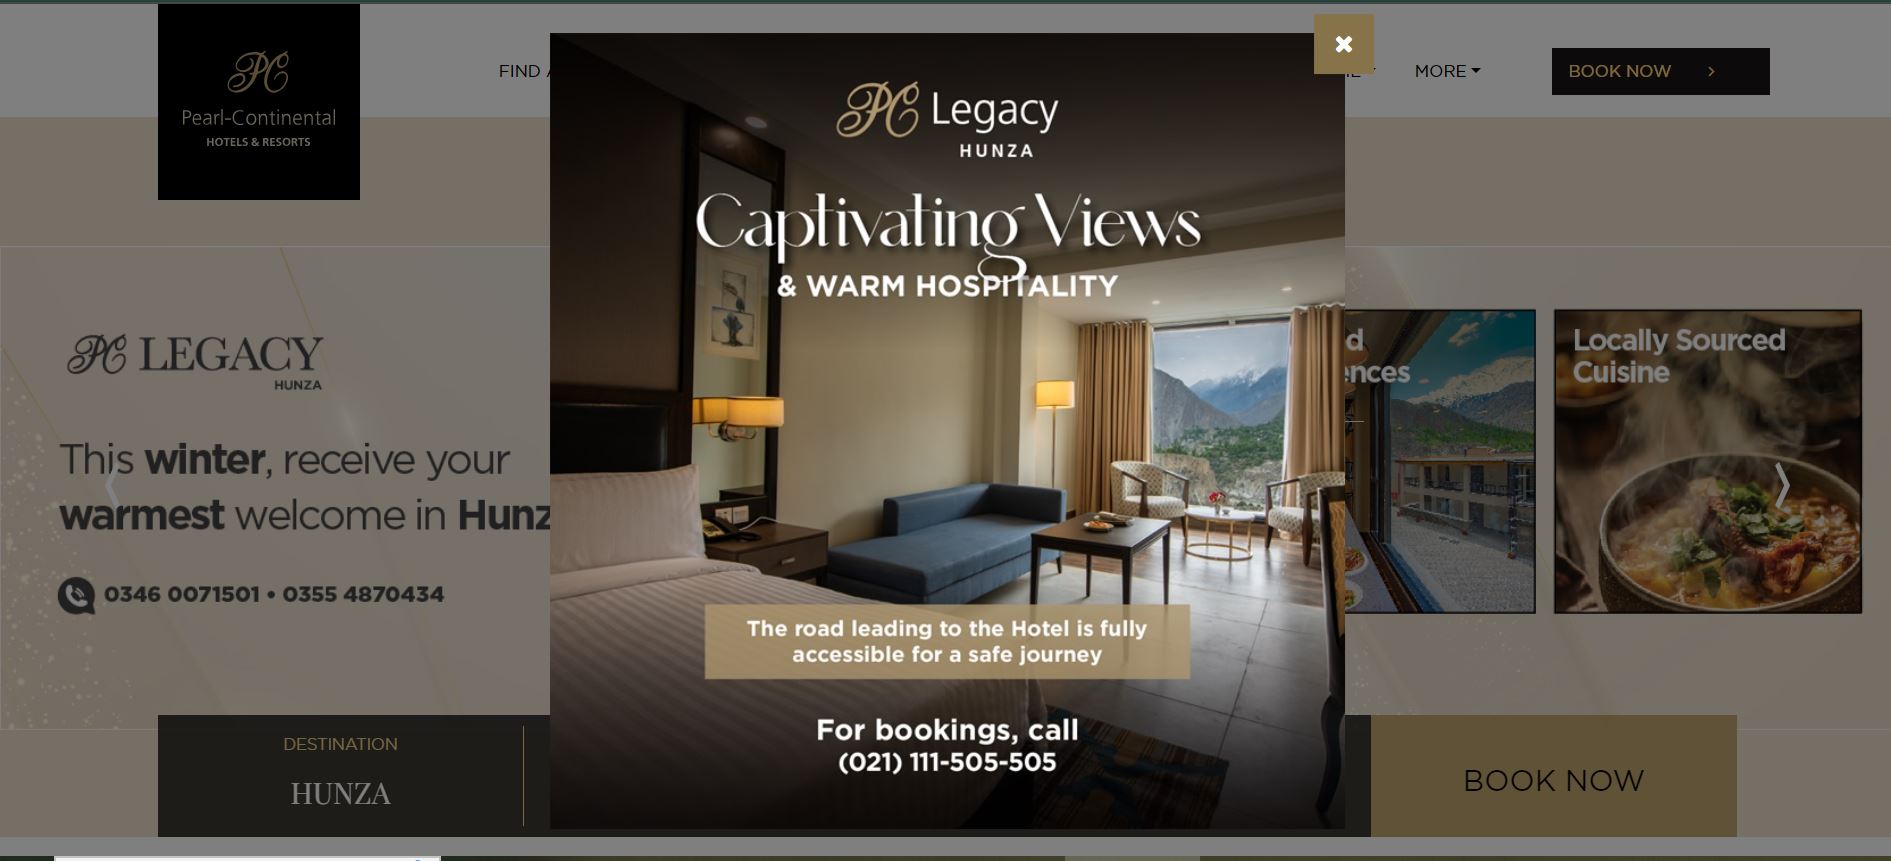 PC
Pearl-Continental
HOTELS & RESORTS
FIND
MORE
BOOK NOW
PC Legacy
HUNZA
Captivating Views
& WARM HOSPITALITY
The road leading to the Hotel is fully
accessible for a safe journey
For bookings, call
(021) 111-505-505
PC LEGACY
HUNZA
This winter, receive your
warmest welcome in Hunz
0346 0071501 • 0355 4870434
Locally Sourced
Cuisine
DESTINATION
HUNZA
BOOK NOW